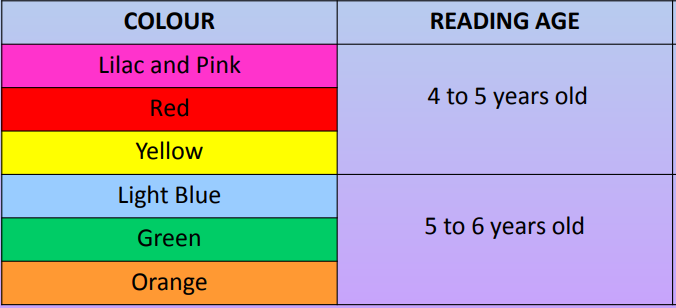 COLOUR READING AGE
Lilac and Pink
4 to 5 years old
Red
Yellow
Light Blue
5 to 6 years old
Green
Orange